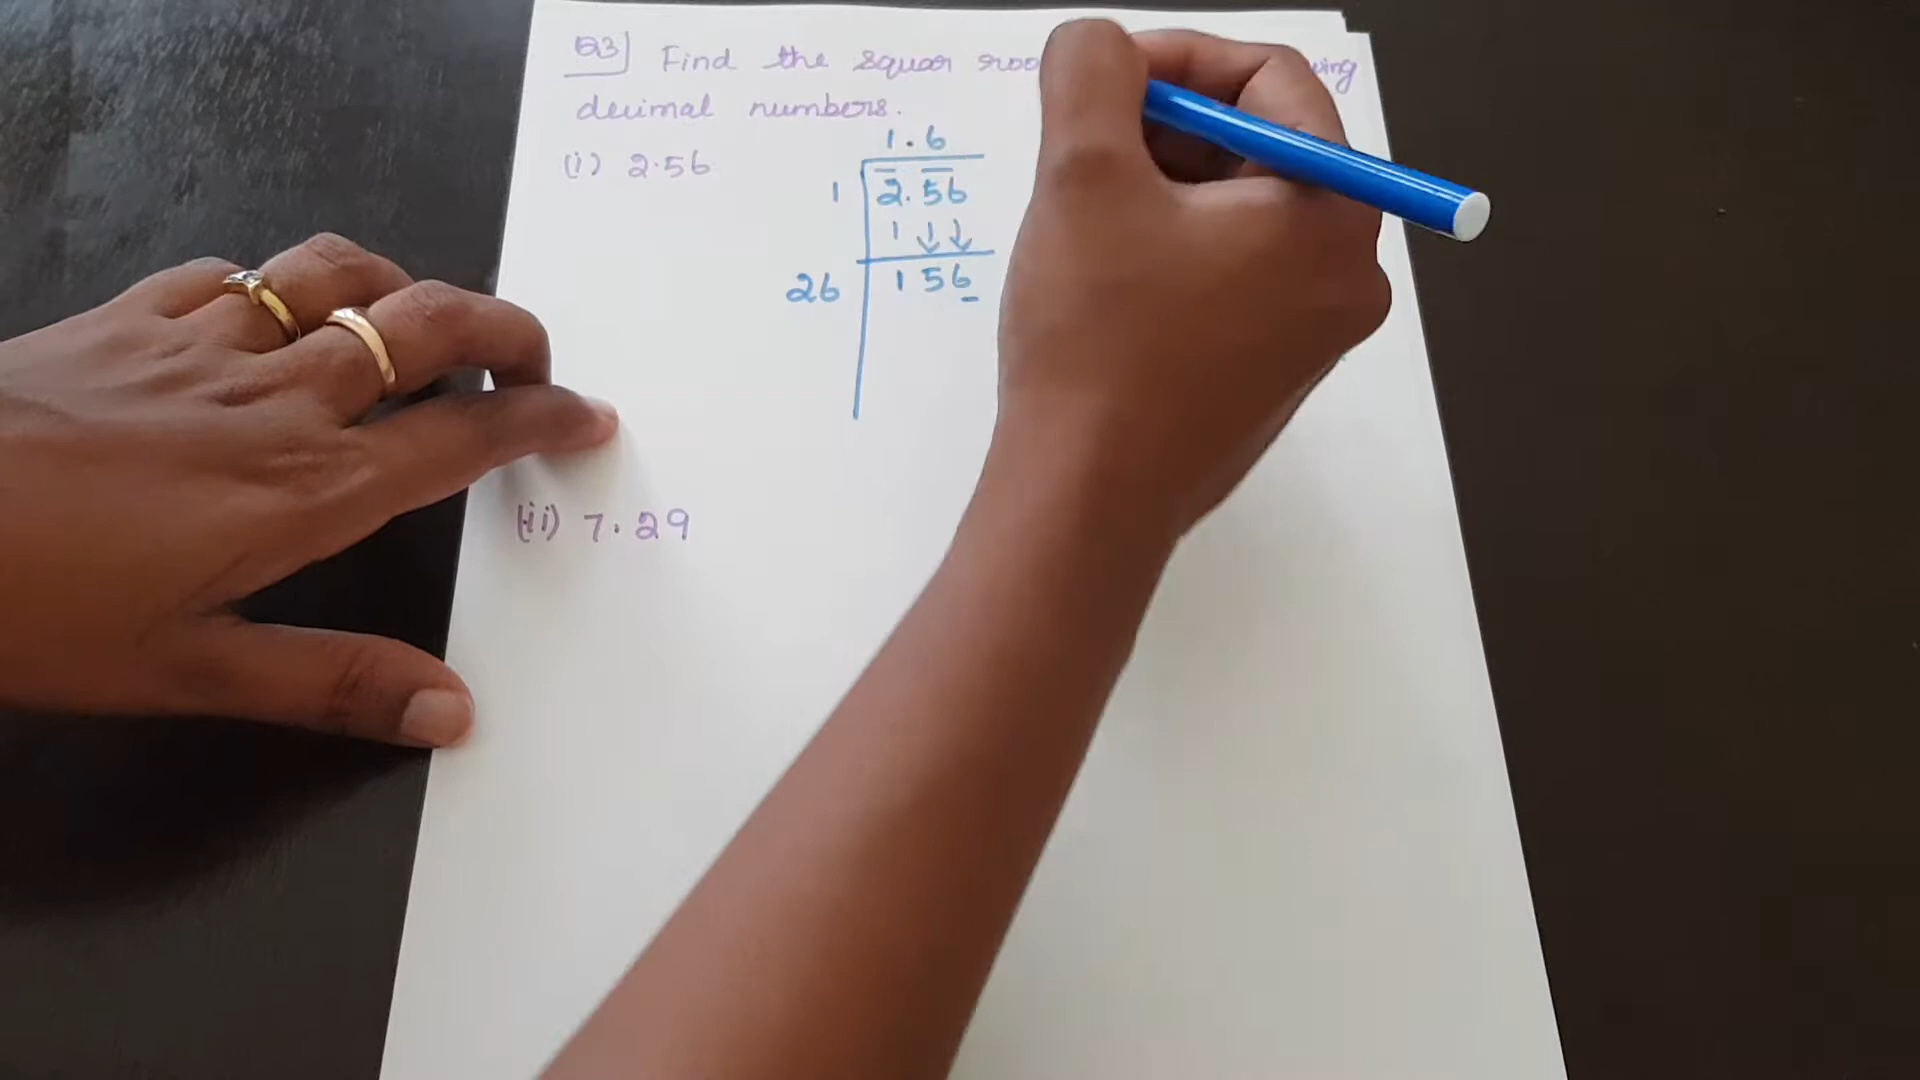 Q3) Find the squar roo
decimal numbers.
(i) 2.56
1.6
1 2.56
1
26 156
(ii) 7.29